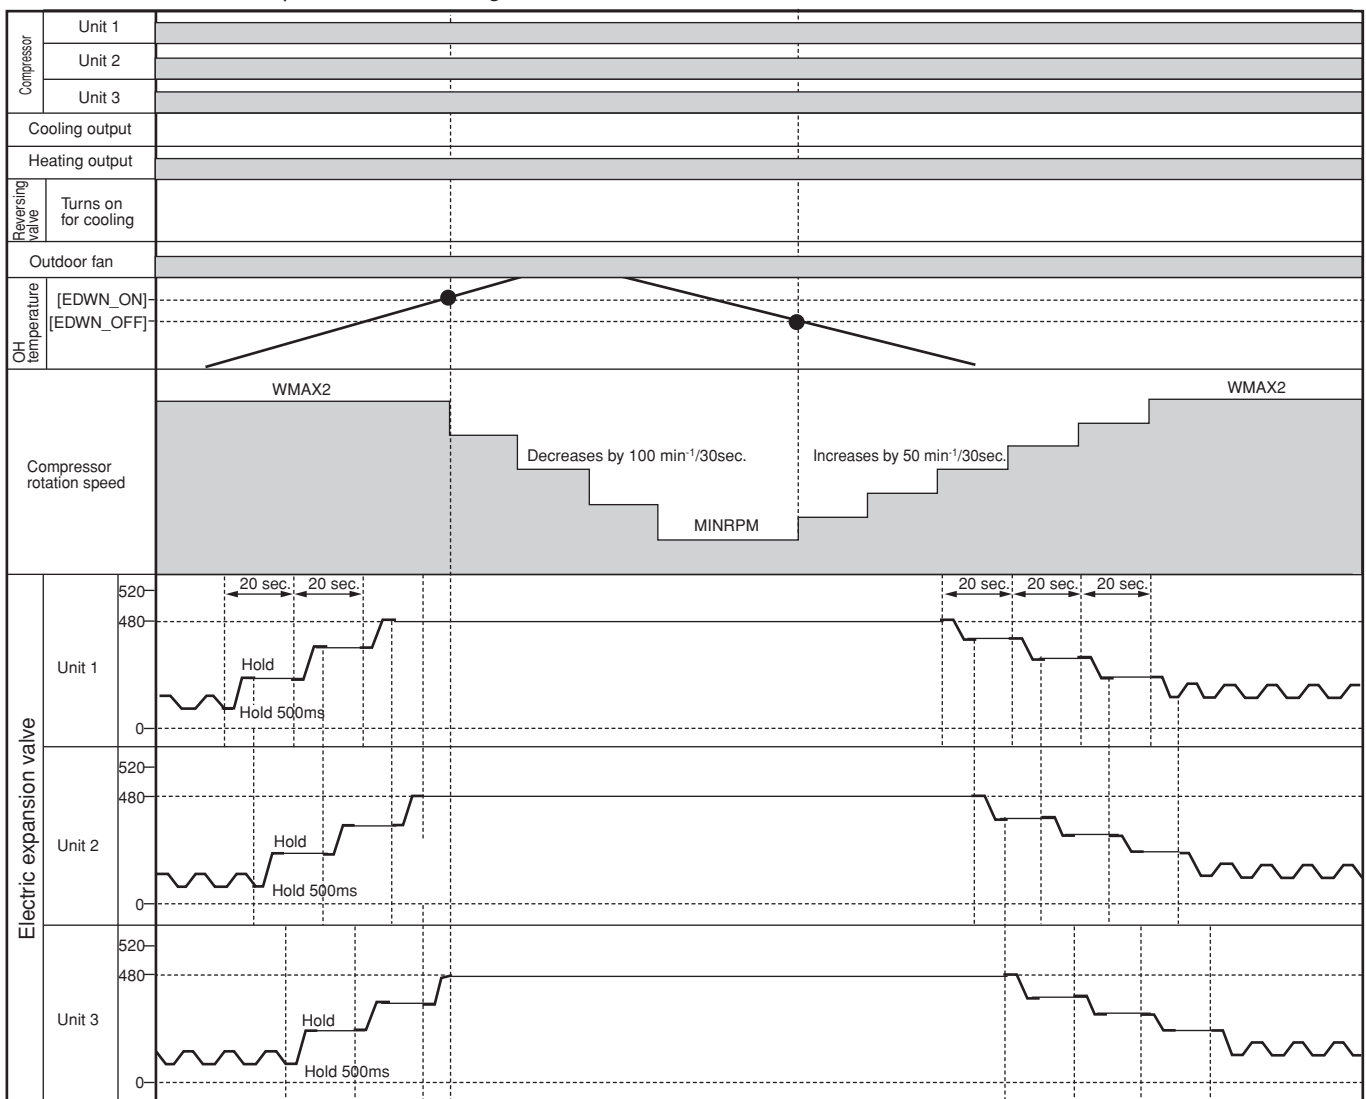 Compressor
Unit 1
Unit 2
Unit 3
Cooling output
Heating output
Reversing
valve
Turns on
for cooling
Outdoor fan
OH
temperature
[EDWN_ON]
[EDWN_OFF]
Compressor
rotation speed
WMAX2
WMAX2
Decreases by 100 min-1/30sec.
Increases by 50 min-1/30sec.
MINRPM
Electric expansion valve
Unit 1
520
480
0
20 sec.
20 sec.
20 sec.
20 sec.
20 sec.
Hold
Hold 500ms
Unit 2
520
480
0
Hold
Hold 500ms
Unit 3
520
480
0
Hold
Hold 500ms